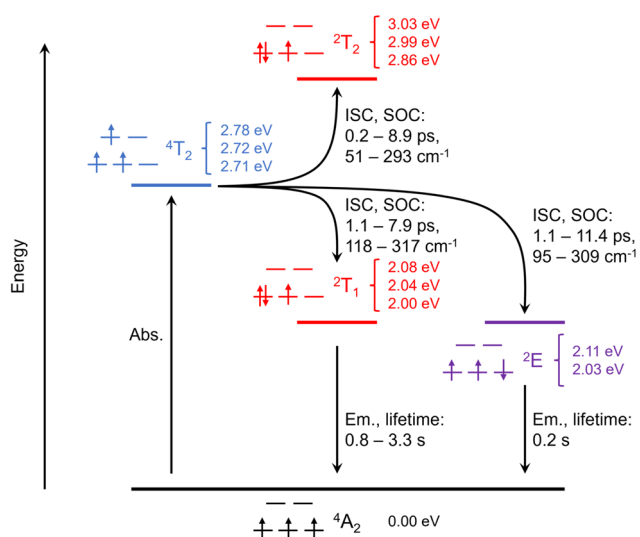 3.03 eV
²T₂
2.99 eV
2.86 eV
ISC, SOC:
0.2 – 8.9 ps,
51 – 293 cm⁻¹
2.78 eV
⁴T₂
2.72 eV
2.71 eV
ISC, SOC:
1.1 – 7.9 ps,
118 – 317 cm⁻¹
ISC, SOC:
1.1 – 11.4 ps,
95 – 309 cm⁻¹
Energy
Abs.
2.08 eV
²T₁
2.04 eV
2.00 eV
²E
2.11 eV
2.03 eV
Em., lifetime:
0.8 – 3.3 s
Em., lifetime:
0.2 s
⁴A₂
0.00 eV